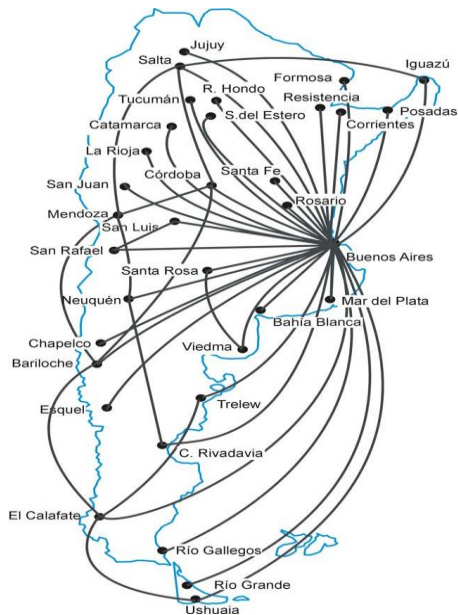 Jujuy
Salta
Iguazú
Formosa
R. Hondo
Tucumán
Resistencia
Posadas
S.del Estero
Catamarca
Corrientes
La Rioja
Córdoba
Santa Fe
San Juan
Rosario
Mendoza
San Luis
San Rafael
Buenos Aires
Santa Rosa
Neuquén
Mar del Plata
Bahía Blanca
Chapelco
Viedma
Bariloche
Esquel
Trelew
C. Rivadavia
El Calafate
Río Gallegos
Río Grande
Ushuaia